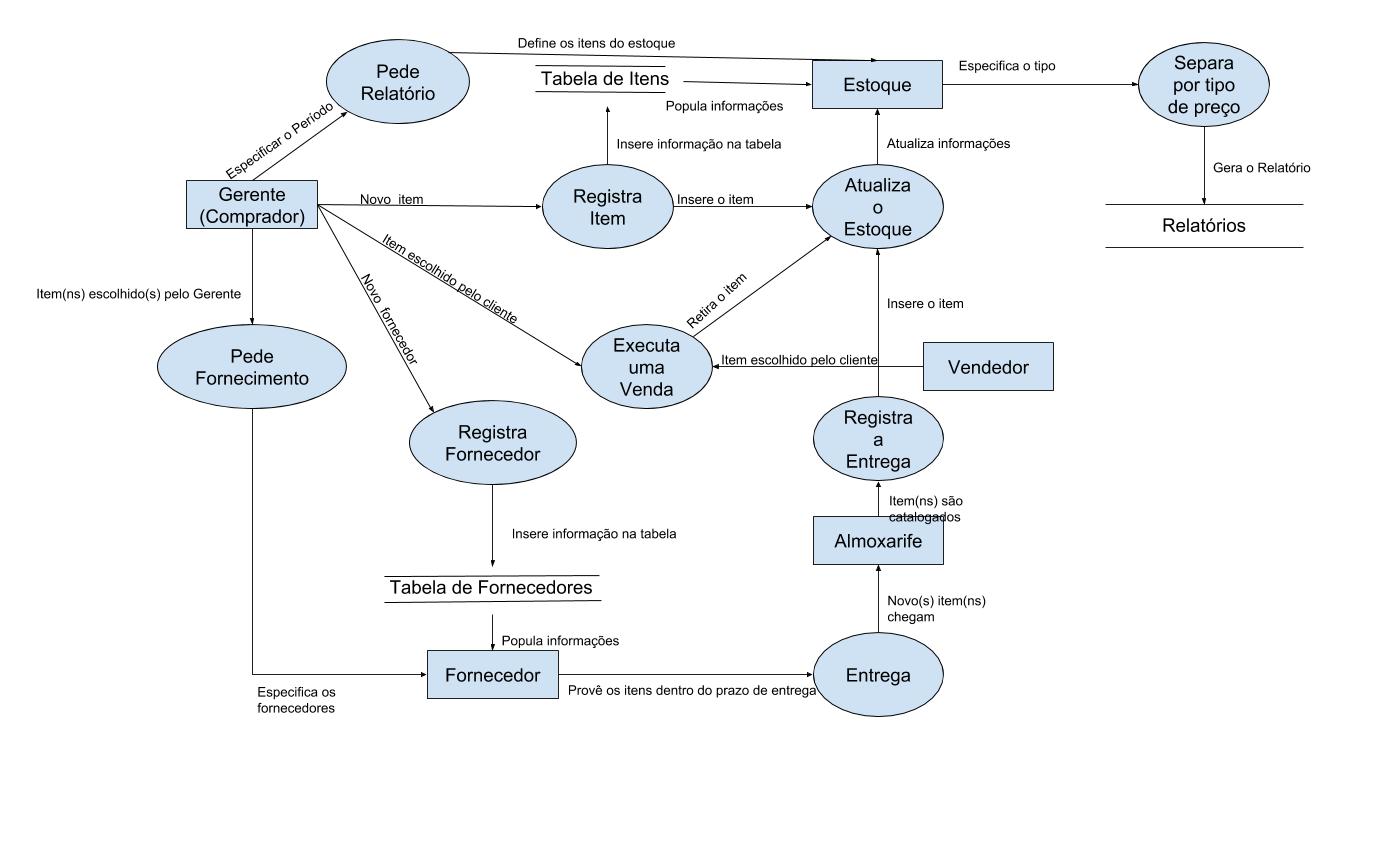 Define os itens do estoque
Pede
Relatório
Tabela de Itens
Estoque
Especifica o tipo
Separa
por tipo
de preço
Popula informações
Especificar o Período
Insere informação na tabela
Atualiza informações
Gera o Relatório
Gerente
(Comprador)
Novo  item
Registra
Item
Insere o item
Atualiza
o
Estoque
Relatórios
Item escolhido pelo cliente
Novo  fornecedor
Item(ns) escolhido(s) pelo Gerente
Retira o item
Insere o item
Pede
Fornecimento
Executa
uma
Venda
Item escolhido pelo cliente
Vendedor
Registra
Fornecedor
Registra
a
Entrega
Item(ns) são
catalogados
Insere informação na tabela
Almoxarife
Tabela de Fornecedores
Novo(s) item(ns)
chegam
Popula informações
Fornecedor
Entrega
Especifica os
fornecedores
Provê os itens dentro do prazo de entrega